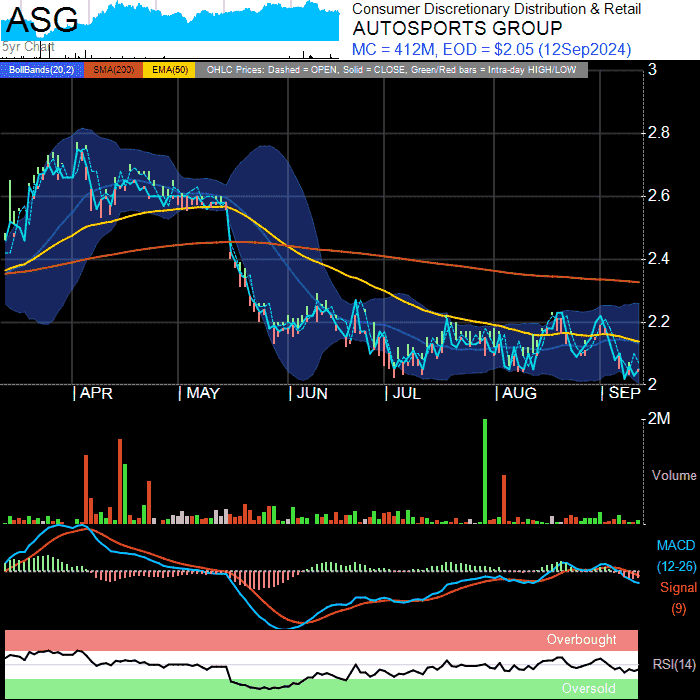 ASG
5yr Chart
Consumer Discretionary Distribution & Retail
AUTOSPORTS GROUP
MC = 412M, EOD = $2.05 (12Sep2024)
BollBands(20,2) SMA(200) EMA(50) OHLC Prices: Dashed = OPEN, Solid = CLOSE, Green/Red bars = Intra-day HIGH/LOW
3
2.8
2.6
2.4
2.2
2
APR MAY JUN JUL AUG SEP
2M
Volume
MACD
(12-26)
Signal
(9)
Overbought
RSI(14)
Oversold